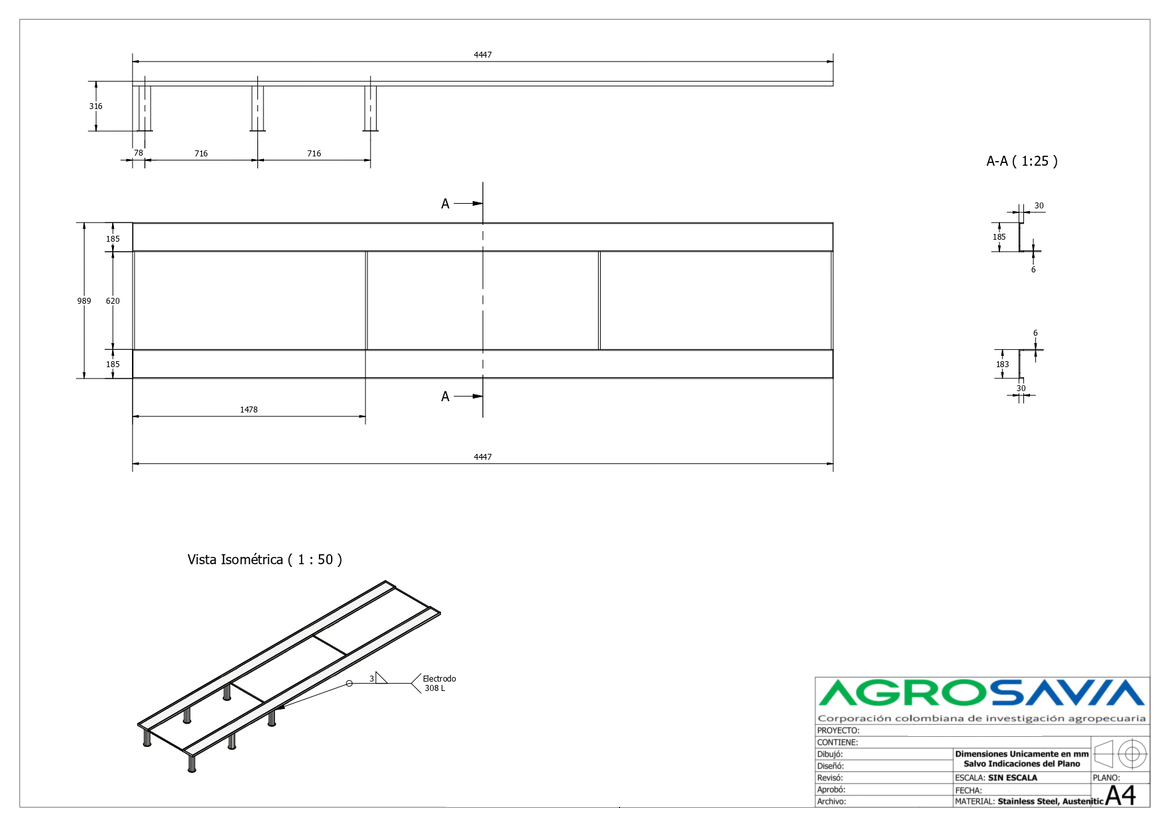 4447
316
78
716
716
A-A ( 1:25 )
A
30
185
185
6
989
620
6
185
183
30
A
1478
4447
Vista Isométrica ( 1 : 50 )
3
Electrodo
308 L
AGROSAVIA
Corporación colombiana de investigación agropecuaria
PROYECTO:
CONTIENE:
Dibujó:
Dimensiones Unicamente en mm
Salvo Indicaciones del Plano
Diseñó:
Revisó:
ESCALA: SIN ESCALA
PLANO:
Aprobó:
FECHA:
A4
Archivo:
MATERIAL: Stainless Steel, Austenitic